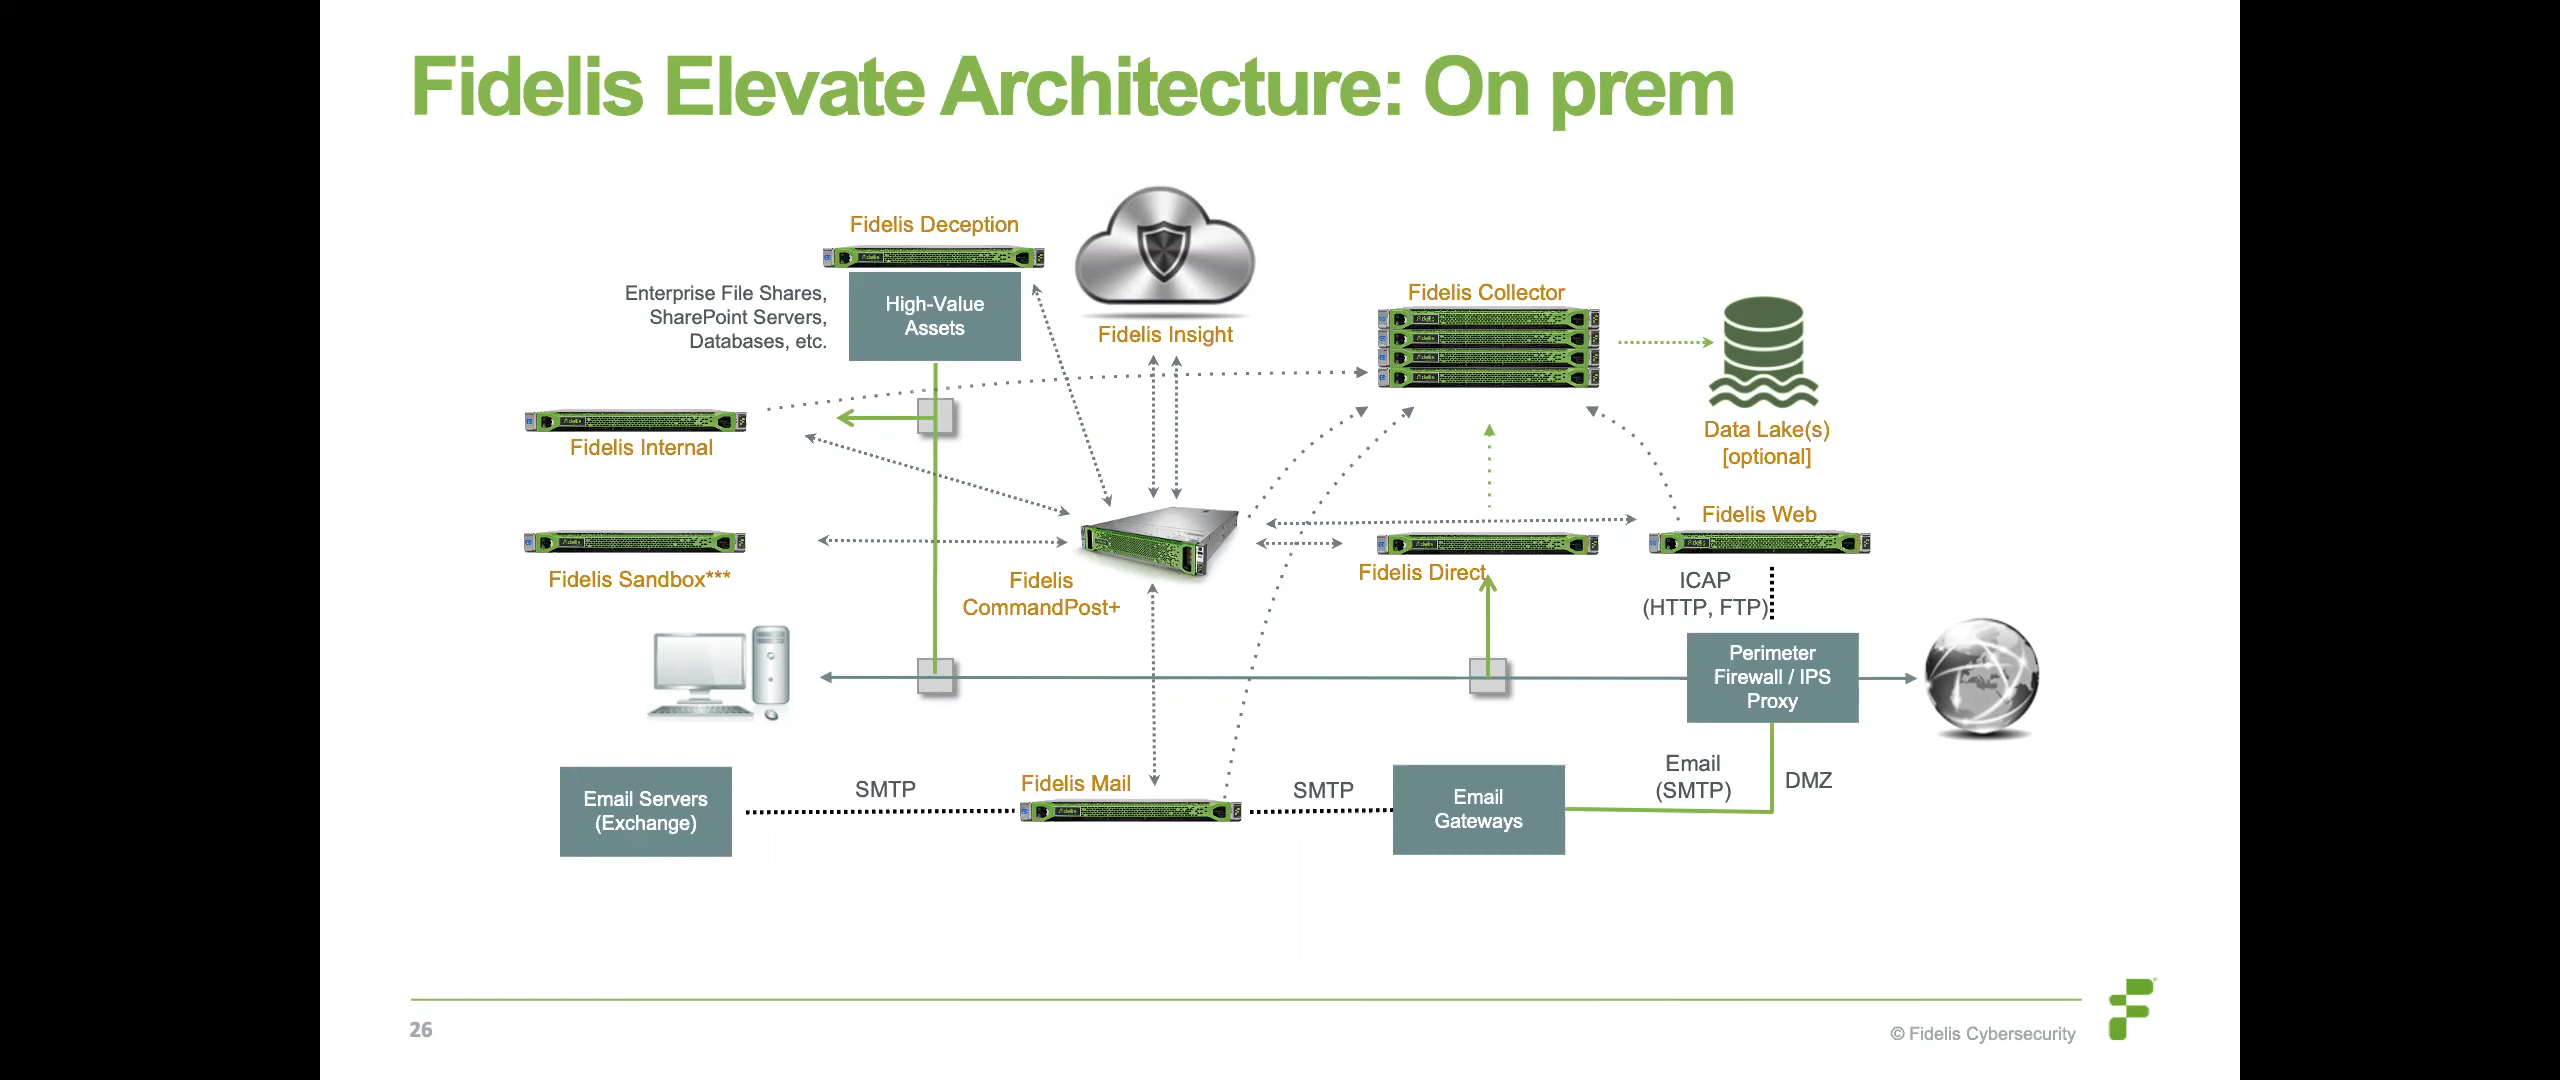 Fidelis Elevate Architecture: On prem
Fidelis Deception
Enterprise File Shares,
SharePoint Servers,
Databases, etc.
High-Value
Assets
Fidelis Insight
Fidelis Collector
Data Lake(s)
[optional]
Fidelis Internal
Fidelis Sandbox***
Fidelis
CommandPost+
Fidelis Direct
Fidelis Web
ICAP
(HTTP, FTP)
Perimeter
Firewall / IPS
Proxy
Email Servers
(Exchange)
SMTP
Fidelis Mail
SMTP
Email
Gateways
Email
(SMTP)
DMZ
26
© Fidelis Cybersecurity